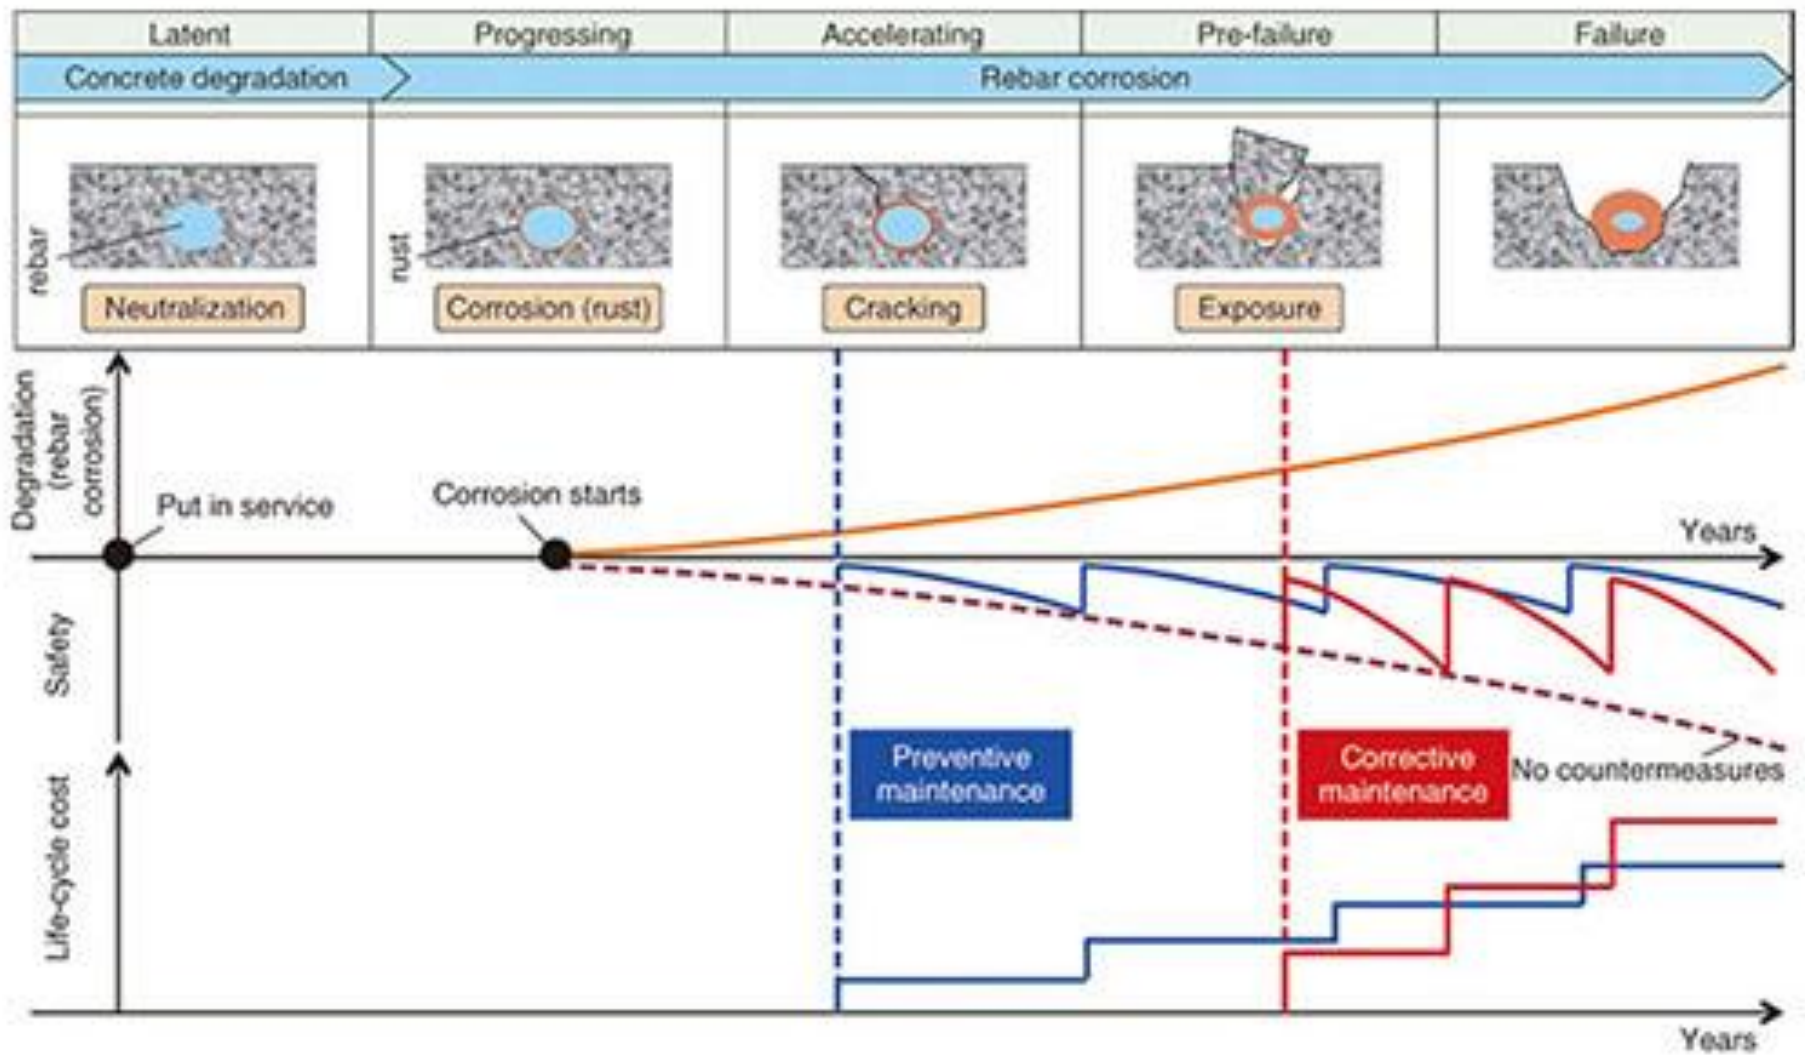 Latent
Progressing
Accelerating
Pre-failure
Failure
Concrete degradation
Rebar corrosion
rebar
rust
Neutralization
Corrosion (rust)
Cracking
Exposure
Degradation
(rebar
corrosion)
Put in service
Corrosion starts
Years
Safety
Preventive
maintenance
Corrective
maintenance
No countermeasures
Life-cycle cost
Years